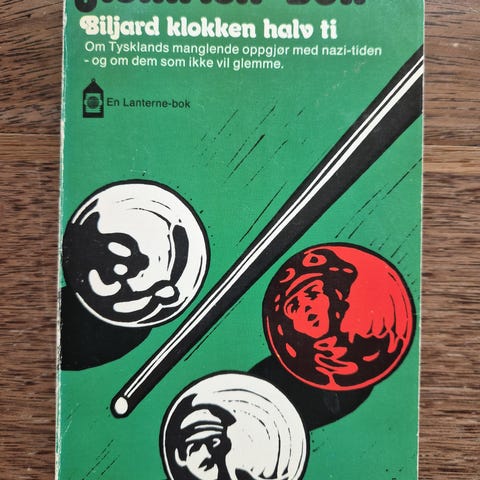 Biljard klokken halv ti
Om Tysklands manglende oppgjør med nazi-tiden
- og om dem som ikke vil glemme.
En Lanterne-bok